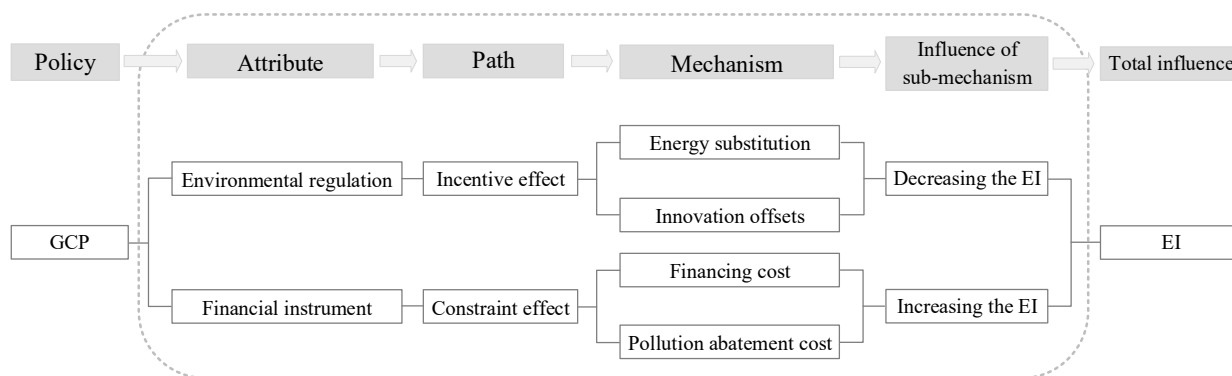 Policy
Attribute
Path
Mechanism
Influence of
sub-mechanism
Total influence
Energy substitution
Environmental regulation
Incentive effect
Decreasing the EI
Innovation offsets
GCP
EI
Financing cost
Financial instrument
Constraint effect
Increasing the EI
Pollution abatement cost